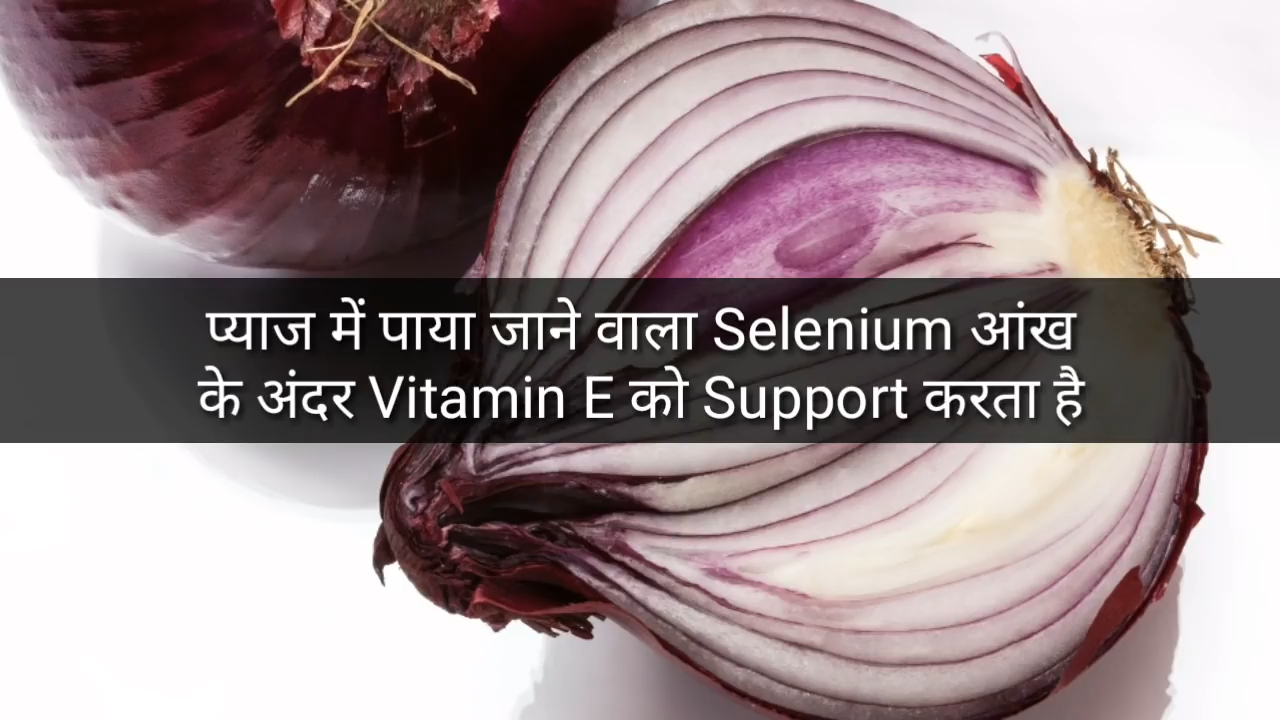 प्याज में पाया जाने वाला Selenium आंख
के अंदर Vitamin E को Support करता है